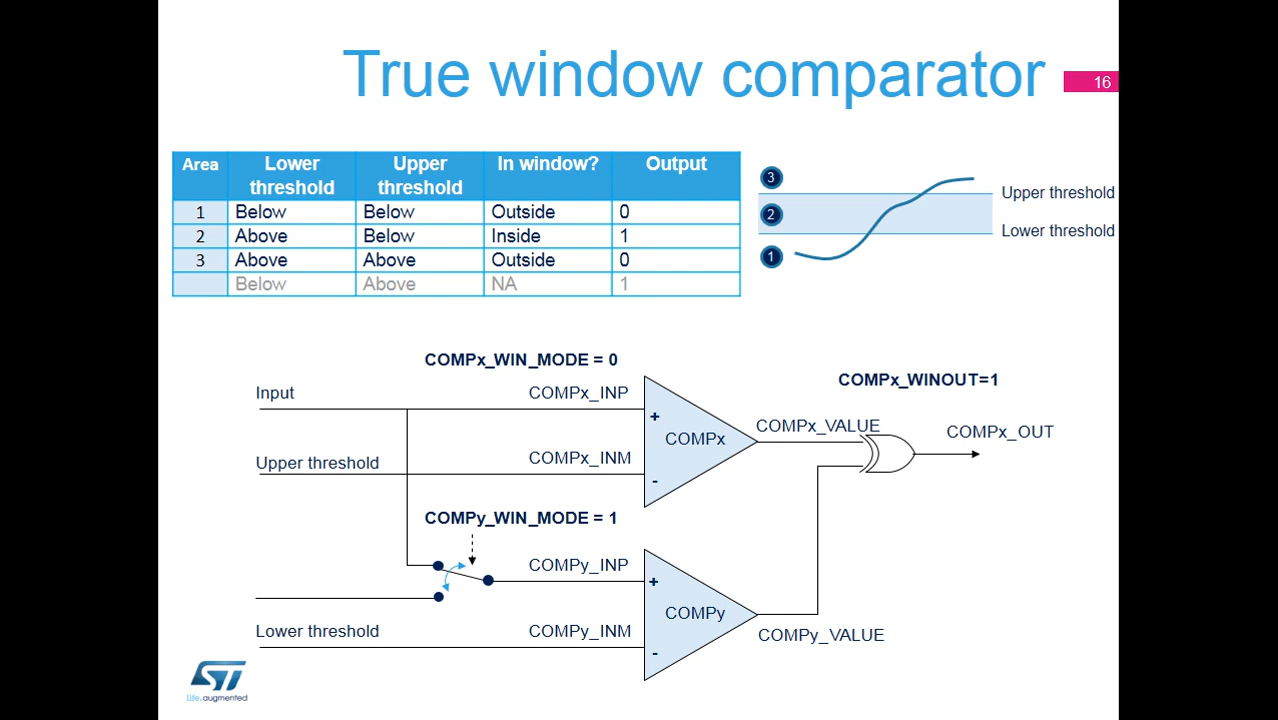 True window comparator
16
Area Lower threshold Upper threshold In window? Output
1 Below Below Outside 0
2 Above Below Inside 1
3 Above Above Outside 0
Below Above NA 1
3
Upper threshold
2
Lower threshold
1
COMPx_WIN_MODE = 0
COMPx_WINOUT=1
Input
COMPx_INP
+
COMPx_VALUE
COMPx_OUT
COMPx
Upper threshold
COMPx_INM
-
COMPy_WIN_MODE = 1
COMPy_INP
+
COMPy
Lower threshold
COMPy_INM
COMPy_VALUE
-
ST
life.augmented